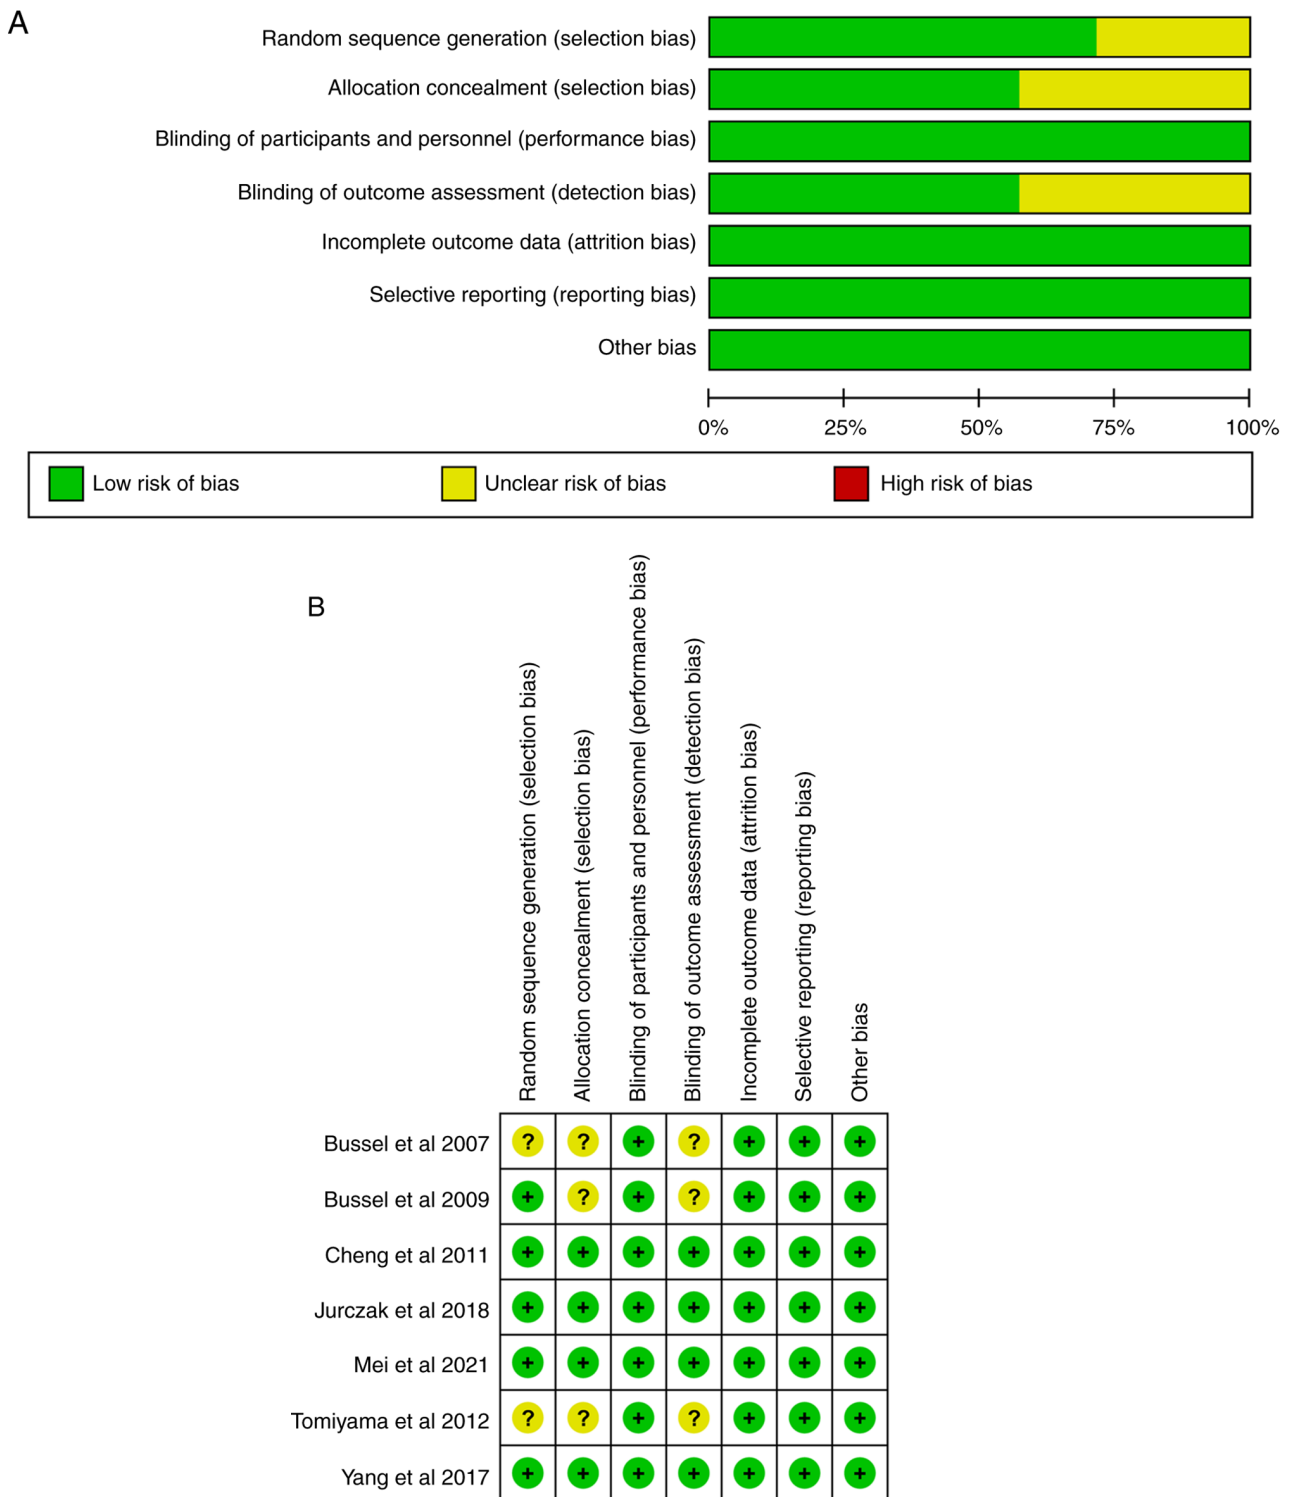 A
Random sequence generation (selection bias)
Allocation concealment (selection bias)
Blinding of participants and personnel (performance bias)
Blinding of outcome assessment (detection bias)
Incomplete outcome data (attrition bias)
Selective reporting (reporting bias)
Other bias
0% 25% 50% 75% 100%
Low risk of bias Unclear risk of bias High risk of bias
B
Random sequence generation (selection bias)
Allocation concealment (selection bias)
Blinding of participants and personnel (performance bias)
Blinding of outcome assessment (detection bias)
Incomplete outcome data (attrition bias)
Selective reporting (reporting bias)
Other bias
Bussel et al 2007 ? ? + ? + + +
Bussel et al 2009 + ? + ? + + +
Cheng et al 2011 + + + + + + +
Jurczak et al 2018 + + + + + + +
Mei et al 2021 + + + + + + +
Tomiyama et al 2012 ? ? + ? + + +
Yang et al 2017 + + + + + + +